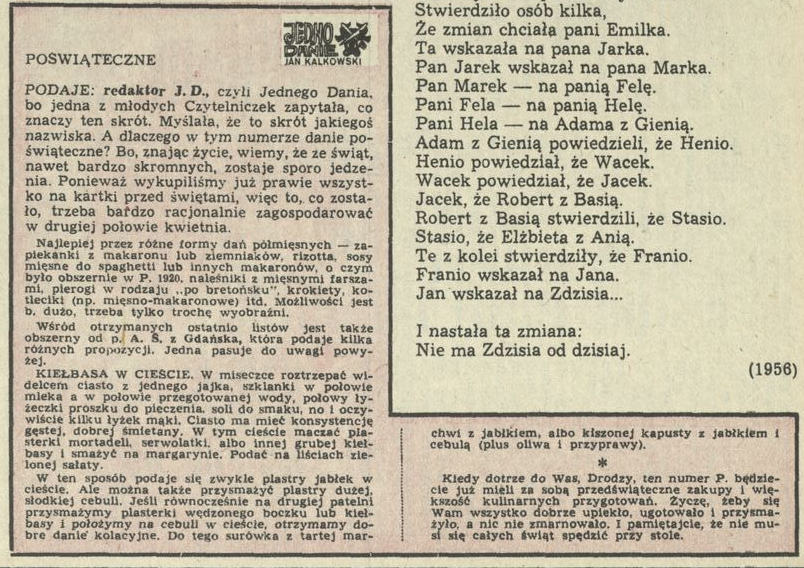 JEDNO
DANIE
JAN KALKOWSKI
POŚWIĄTECZNE
PODAJE: redaktor J. D., czyli Jednego Dania,
bo jedna z młodych Czytelniczek zapytała, co
znaczy ten skrót. Myślała, że to skrót jakiegoś
nazwiska. A dlaczego w tym numerze danie po-
świąteczne? Bo, znając życie, wiemy, że ze świąt,
nawet bardzo skromnych, zostaje sporo jedze-
nia. Ponieważ wykupiliśmy już prawie wszyst-
ko na kartki przed świętami, więc to, co zosta-
ło, trzeba bardzo racjonalnie zagospodarować
w drugiej połowie kwietnia.
Najlepiej przez różne formy dań półmięsnych — za-
piekanki z makaronu lub ziemniaków, rizotta, sosy
mięsne do spaghetti lub innych makaronów, o czym
było obszernie w P. 1920, naleśniki z mięsnymi farsza-
mi, pierogi w rodzaju „po bretońsku", krokiety, ko-
tleciki (np. mięsno-makaronowe) itd. Możliwości jest
b. dużo, trzeba tylko trochę wyobraźni.
Wśród otrzymanych ostatnio listów jest także
obszerny od p. A. S. z Gdańska, która podaje kilka
różnych propozycji. Jedna pasuje do uwagi powy-
żej.
KIEŁBASA W CIEŚCIE. W miseczce roztrzepać wi-
delcem ciasto z jednego jajka, szklanki w połowie
mleka a w połowie przegotowanej wody, połowy ły-
żeczki proszku do pieczenia, soli do smaku, no i oczy-
wiście kilku łyżek mąki. Ciasto ma mieć konsystencję
gęstej, dobrej śmietany. W tym cieście maczać pla-
sterki mortadeli, serwolatki, albo innej grubej kieł-
basy i smażyć na margarynie. Podać na liściach zie-
lonej sałaty.
W ten sposób podaje się zwykle plastry jabłek w
cieście. Ale można także przysmażyć plastry dużej,
słodkiej cebuli. Jeśli równocześnie na drugiej patelni
przysmażymy plasterki wędzonego boczku lub kieł-
basy i położymy na cebuli w cieście, otrzymamy do-
bre danie kolacyjne. Do tego surówka z tartej mar-
chwi z jabłkiem, albo kiszonej kapusty z jabłkiem i
cebulą (plus oliwa i przyprawy).
*
Kiedy dotrze do Was, Drodzy, ten numer P. będzie-
cie już mieli za sobą przedświąteczne zakupy i wię-
kszość kulinarnych przygotowań. Życzę, żeby się
Wam wszystko dobrze upiekło, ugotowało i przysma-
żyło, a nic nie zmarnowało. I pamiętajcie, że nie mu-
si się całych świąt spędzić przy stole.
Stwierdziło osób kilka,
Że zmian chciała pani Emilka.
Ta wskazała na pana Jarka.
Pan Jarek wskazał na pana Marka.
Pan Marek — na panią Felę.
Pani Fela — na panią Helę.
Pani Hela — na Adama z Gienią.
Adam z Gienią powiedzieli, że Henio.
Henio powiedział, że Wacek.
Wacek powiedział, że Jacek.
Jacek, że Robert z Basią.
Robert z Basią stwierdzili, że Stasio.
Stasio, że Elżbieta z Anią.
Te z kolei stwierdziły, że Franio.
Franio wskazał na Jana.
Jan wskazał na Zdzisia...
I nastała ta zmiana:
Nie ma Zdzisia od dzisiaj.
(1956)